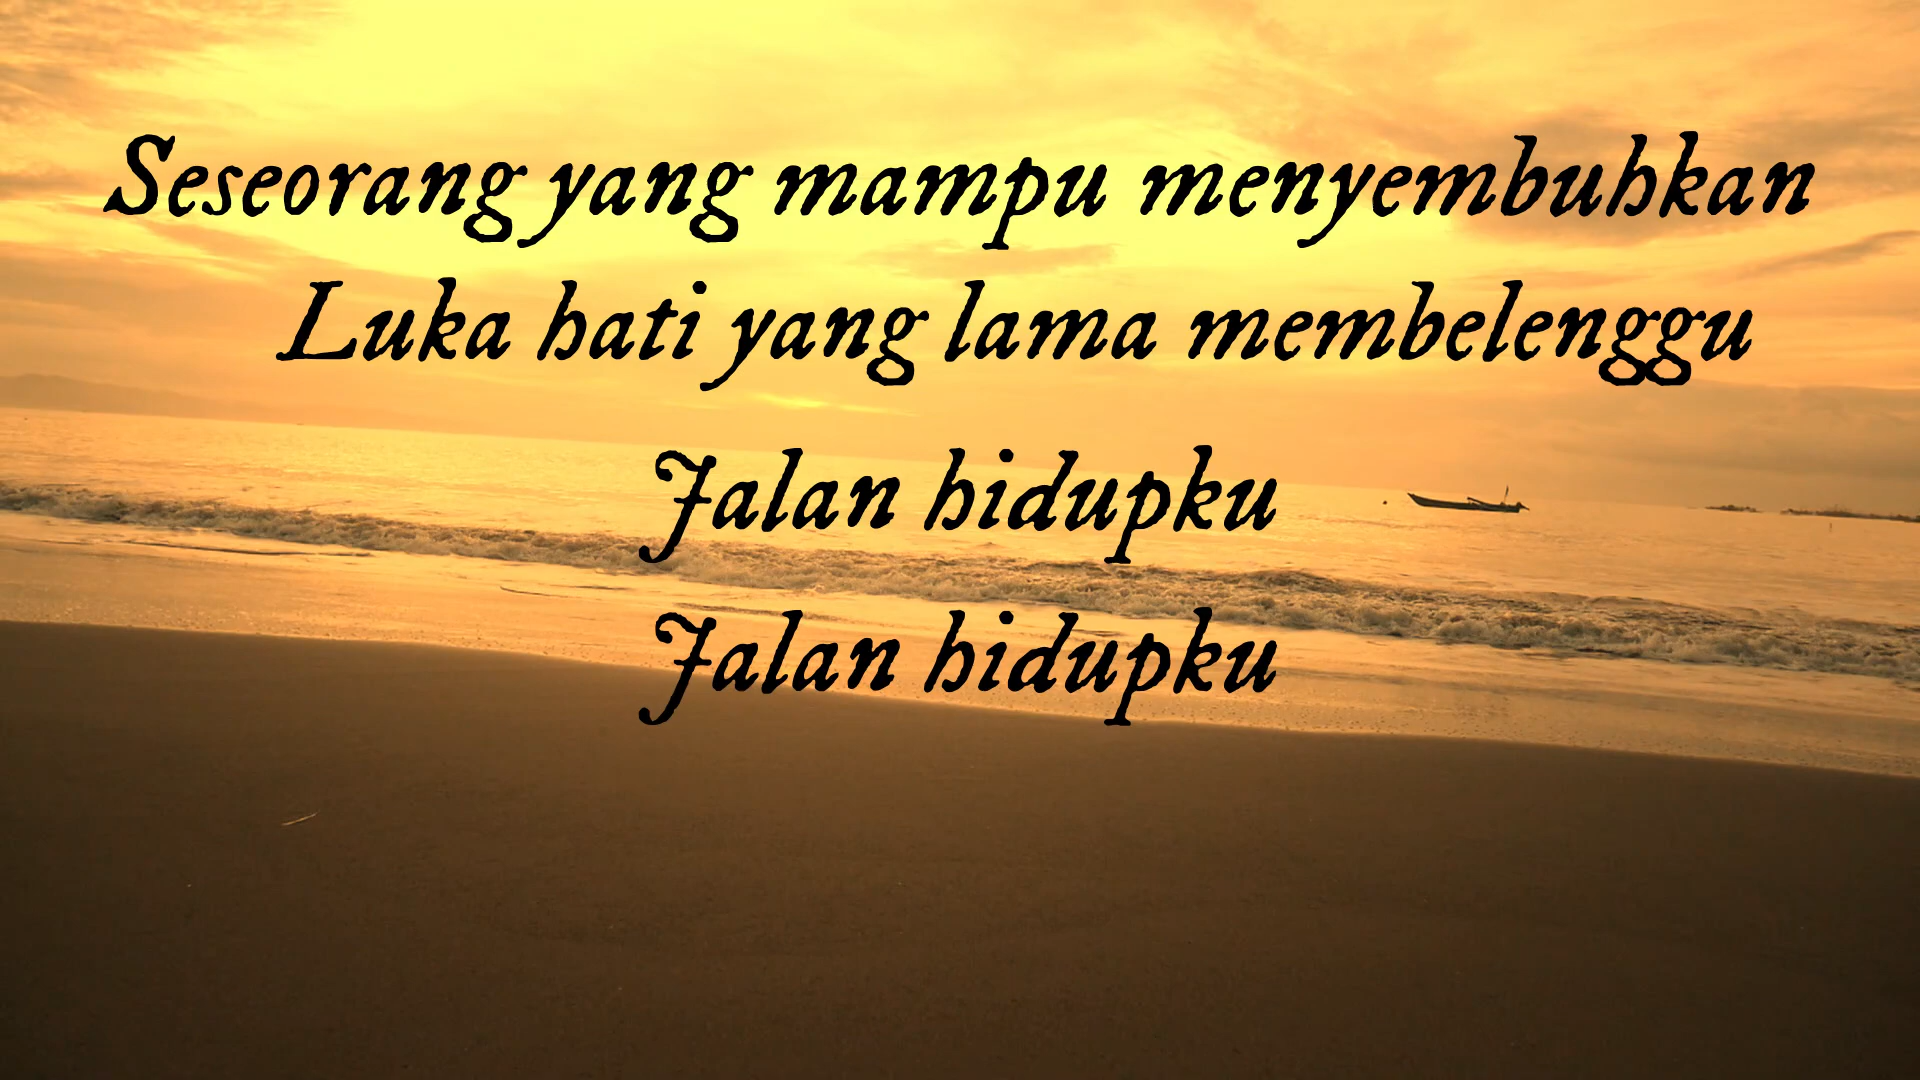 Seseorang yang mampu menyembuhkan
Luka hati yang lama membelenggu
Jalan hidupku
Jalan hidupku